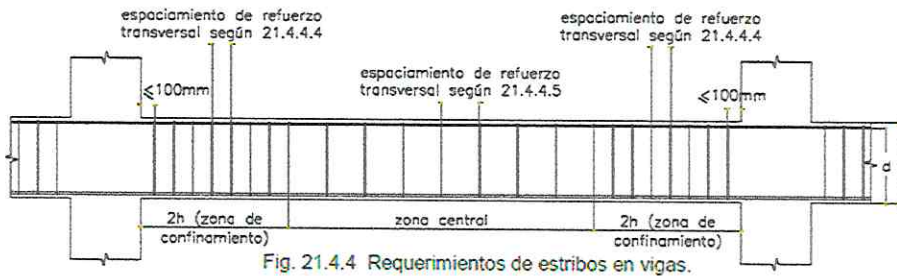 espaciamiento de refuerzo
transversal según 21.4.4.4
espaciamiento de refuerzo
transversal según 21.4.4.4
espaciamiento de refuerzo
transversal según 21.4.4.5
≤100mm
≤100mm
d
2h (zona de
confinamiento)
zona central
2h (zona de
confinamiento)
Fig. 21.4.4 Requerimientos de estribos en vigas.